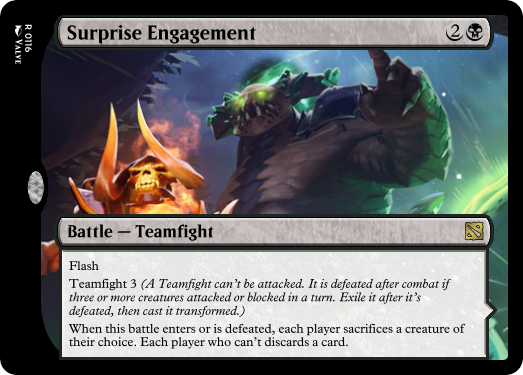 Surprise Engagement 2
R 0116
VALVE
Battle — Teamfight
Flash
Teamfight 3 (A Teamfight can't be attacked. It is defeated after combat if
three or more creatures attacked or blocked in a turn. Exile it after it's
defeated, then cast it transformed.)
When this battle enters or is defeated, each player sacrifices a creature of
their choice. Each player who can't discards a card.